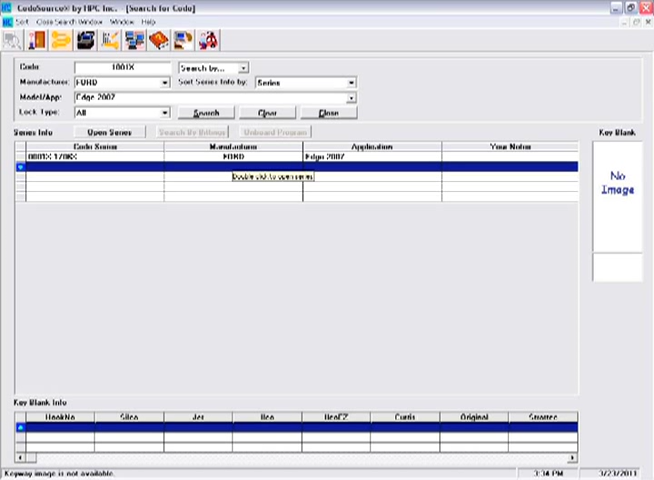 CodeSource® by HPC Inc. - [Search for Code]
Sort Close Search Window Window Help
Code: 1001X Search by...
Manufacturer: FORD Sort Series Info by: Series
Model/App: Edge 2007
Lock Type: All Search Clear Close
Series Info Open Series Search By Bitting Unboard Program Key Blank
Code Series Manufacturer Application Your Notes
0001X-1706X FORD Edge 2007
Double click to open series
No
Image
Key Blank Info
HookNo Silca Jet Ilco IlcoEZ Curtis Original
Keyway image is not available. 3:34 PM 3/23/2011